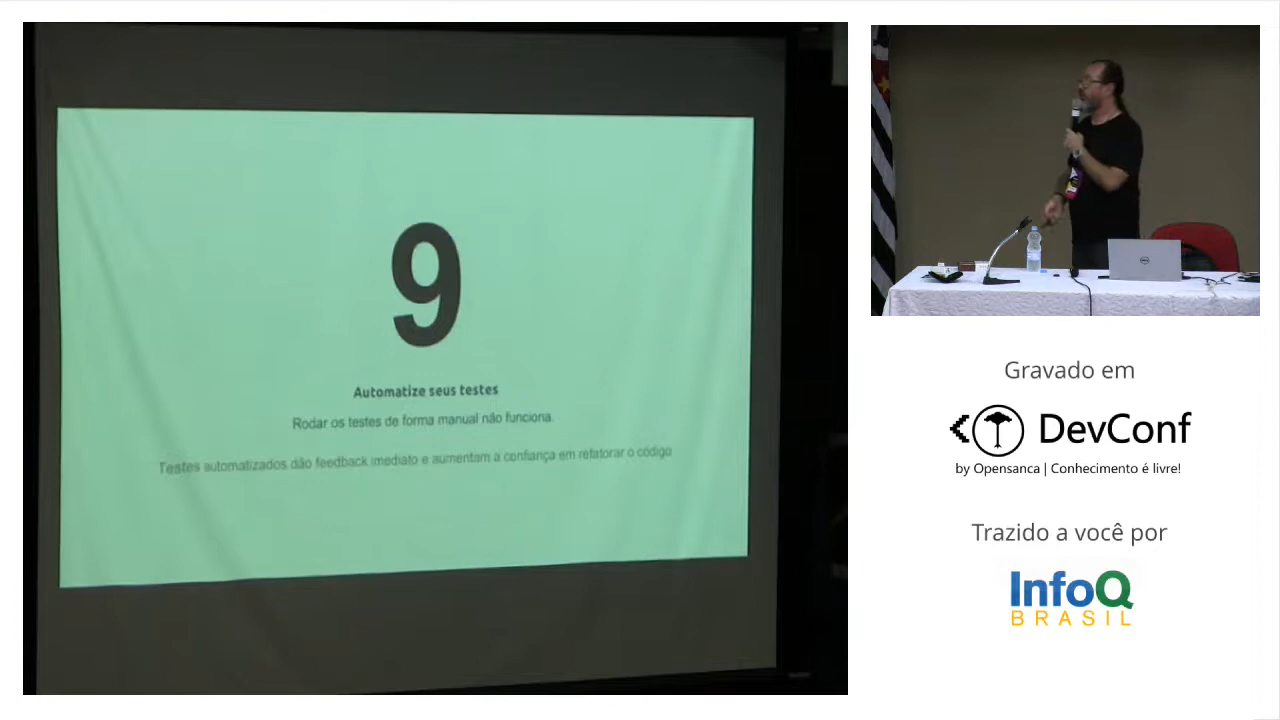 9
Automatize seus testes
Rodar os testes de forma manual não funciona.
Testes automatizados dão feedback imediato e aumentam a confiança em refatorar o código
Gravado em
DevConf
by Opensanca | Conhecimento é livre!
Trazido a você por
InfoQ
BRASIL